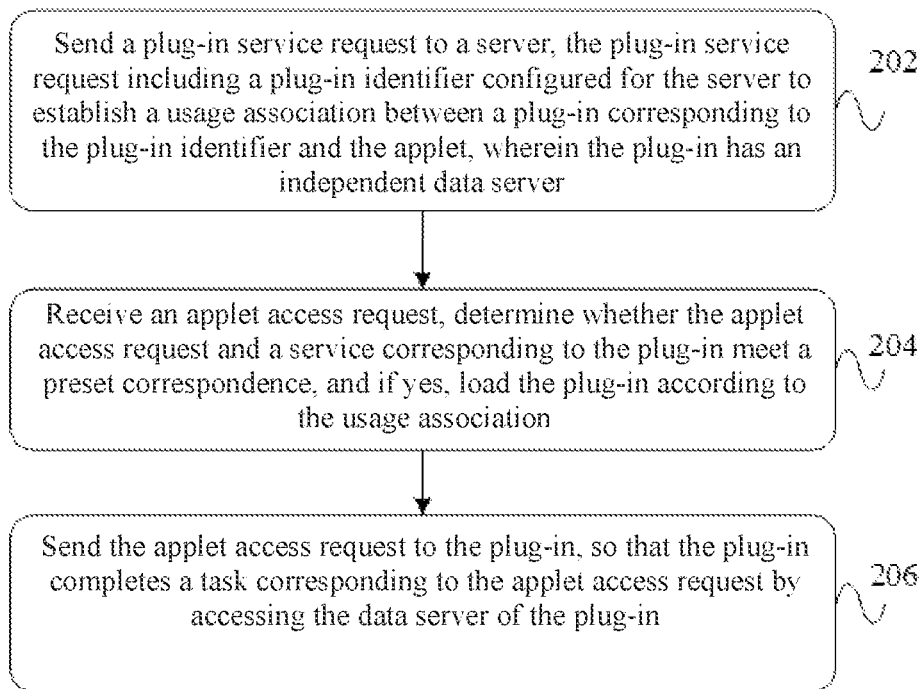 Send a plug-in service request to a server, the plug-in service
request including a plug-in identifier configured for the server to
establish a usage association between a plug-in corresponding to
the plug-in identifier and the applet, wherein the plug-in has an
independent data server
202
Receive an applet access request, determine whether the applet
access request and a service corresponding to the plug-in meet a
preset correspondence, and if yes, load the plug-in according to
the usage association
204
Send the applet access request to the plug-in, so that the plug-in
completes a task corresponding to the applet access request by
accessing the data server of the plug-in
206